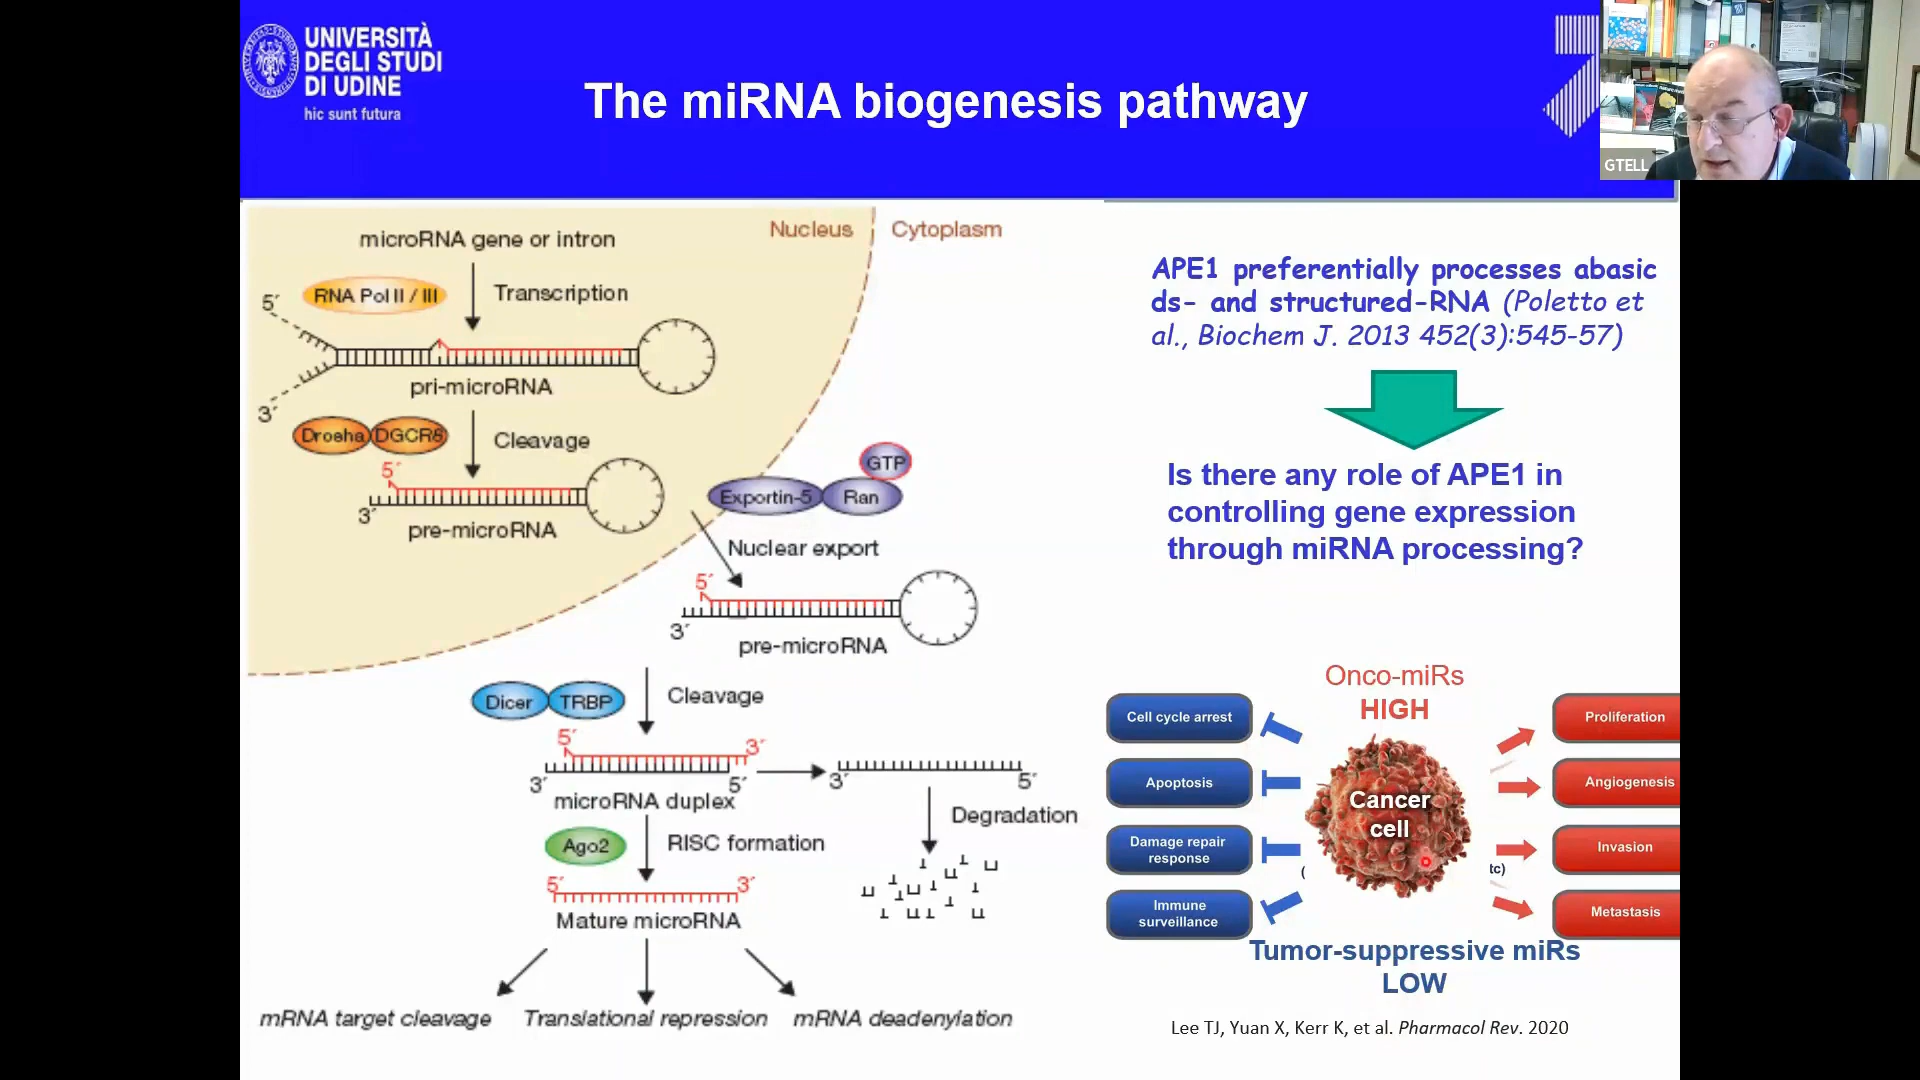 UNIVERSITÀ
DEGLI STUDI
DI UDINE
hic sunt futura
The miRNA biogenesis pathway
GTELL
Nucleus
Cytoplasm
microRNA gene or intron
RNA Pol II / III
Transcription
5´
3´
pri-microRNA
Drosha
DGCR8
Cleavage
5´
3´
pre-microRNA
GTP
Exportin-5
Ran
Nuclear export
5´
3´
pre-microRNA
Dicer
TRBP
Cleavage
5´
3´
3´
5´
microRNA duplex
3´
5´
Degradation
Ago2
RISC formation
5´
3´
Mature microRNA
mRNA target cleavage
Translational repression
mRNA deadenylation
APE1 preferentially processes abasic
ds- and structured-RNA (Poletto et
al., Biochem J. 2013 452(3):545-57)
Is there any role of APE1 in
controlling gene expression
through miRNA processing?
Onco-miRs
HIGH
Cell cycle arrest
Apoptosis
Damage repair
response
Immune
surveillance
Cancer
cell
(
tc)
Proliferation
Angiogenesis
Invasion
Metastasis
Tumor-suppressive miRs
LOW
Lee TJ, Yuan X, Kerr K, et al. Pharmacol Rev. 2020